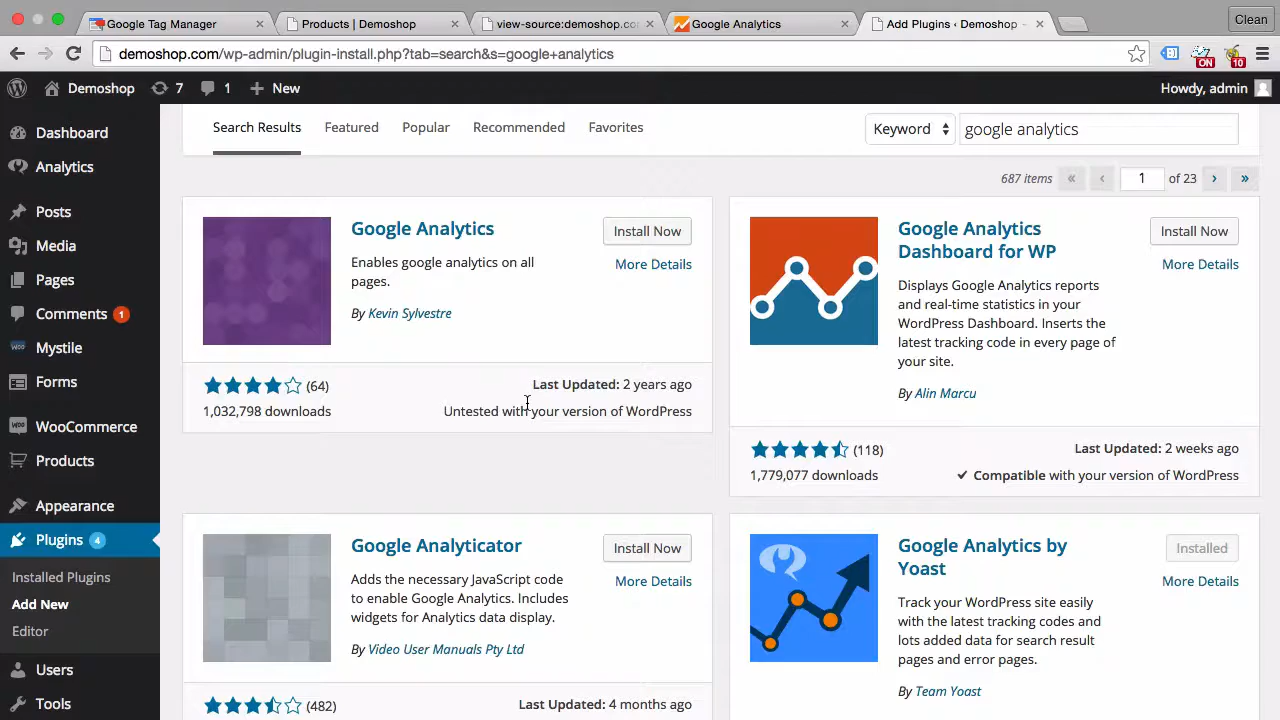 Google Tag Manager
Products | Demoshop
view-source:demoshop.co
Google Analytics
Add Plugins ‹ Demoshop
Clean
demoshop.com/wp-admin/plugin-install.php?tab=search&s=google+analytics
ON
10
Demoshop
7
1
New
Howdy, admin
Dashboard
Analytics
Posts
Media
Pages
Comments 1
Mystile
Forms
WooCommerce
Products
Appearance
Plugins 4
Installed Plugins
Add New
Editor
Users
Tools
Search Results
Featured
Popular
Recommended
Favorites
Keyword
google analytics
687 items
«
‹
1
of 23
›
»
Google Analytics
Install Now
More Details
Enables google analytics on all
pages.
By Kevin Sylvestre
(64)
1,032,798 downloads
Last Updated: 2 years ago
Untested with your version of WordPress
Google Analytics
Dashboard for WP
Install Now
More Details
Displays Google Analytics reports
and real-time statistics in your
WordPress Dashboard. Inserts the
latest tracking code in every page of
your site.
By Alin Marcu
(118)
1,779,077 downloads
Last Updated: 2 weeks ago
Compatible with your version of WordPress
Google Analyticator
Install Now
More Details
Adds the necessary JavaScript code
to enable Google Analytics. Includes
widgets for Analytics data display.
By Video User Manuals Pty Ltd
(482)
Last Updated: 4 months ago
Google Analytics by
Yoast
Installed
More Details
Track your WordPress site easily
with the latest tracking codes and
lots added data for search result
pages and error pages.
By Team Yoast